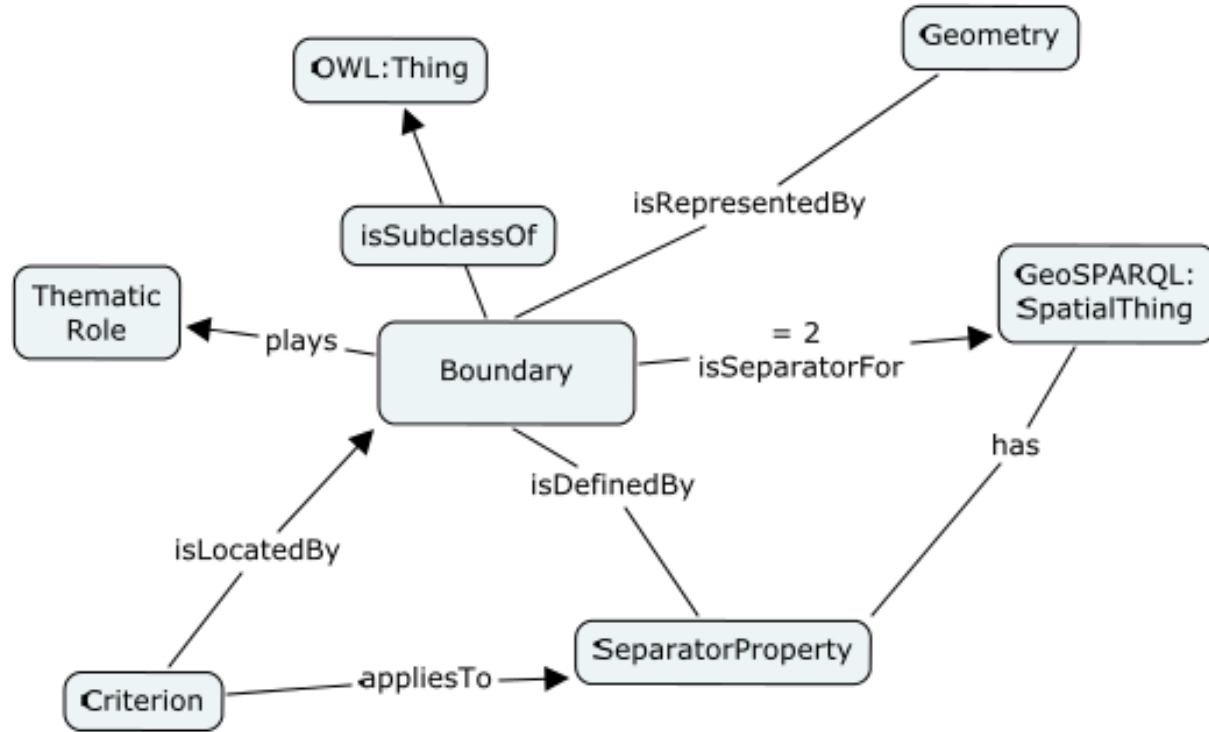 Geometry
OWL:Thing
isRepresentedBy
isSubclassOf
Thematic
Role
GeoSPARQL:
SpatialThing
plays
= 2
isSeparatorFor
Boundary
has
isDefinedBy
isLocatedBy
SeparatorProperty
appliesTo
Criterion